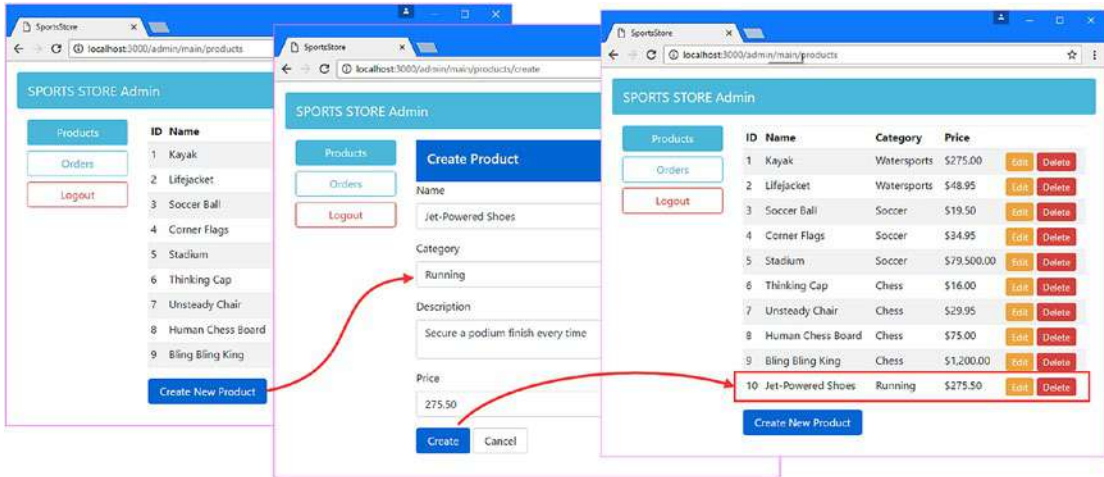 SportsStore
localhost:3000/admin/main/products
SPORTS STORE Admin
Products
Orders
Logout
ID Name
1 Kayak
2 Lifejacket
3 Soccer Ball
4 Corner Flags
5 Stadium
6 Thinking Cap
7 Unsteady Chair
8 Human Chess Board
9 Bling Bling King
Create New Product
SportsStore
localhost:3000/admin/main/products/create
SPORTS STORE Admin
Products
Orders
Logout
Create Product
Name
Jet-Powered Shoes
Category
Running
Description
Secure a podium finish every time
Price
275.50
Create Cancel
SportsStore
localhost:3000/admin/main/products
SPORTS STORE Admin
Products
Orders
Logout
ID Name Category Price
1 Kayak Watersports $275.00 Edit Delete
2 Lifejacket Watersports $48.95 Edit Delete
3 Soccer Ball Soccer $19.50 Edit Delete
4 Corner Flags Soccer $34.95 Edit Delete
5 Stadium Soccer $79,500.00 Edit Delete
6 Thinking Cap Chess $16.00 Edit Delete
7 Unsteady Chair Chess $29.95 Edit Delete
8 Human Chess Board Chess $75.00 Edit Delete
9 Bling Bling King Chess $1,200.00 Edit Delete
10 Jet-Powered Shoes Running $275.50 Edit Delete
Create New Product